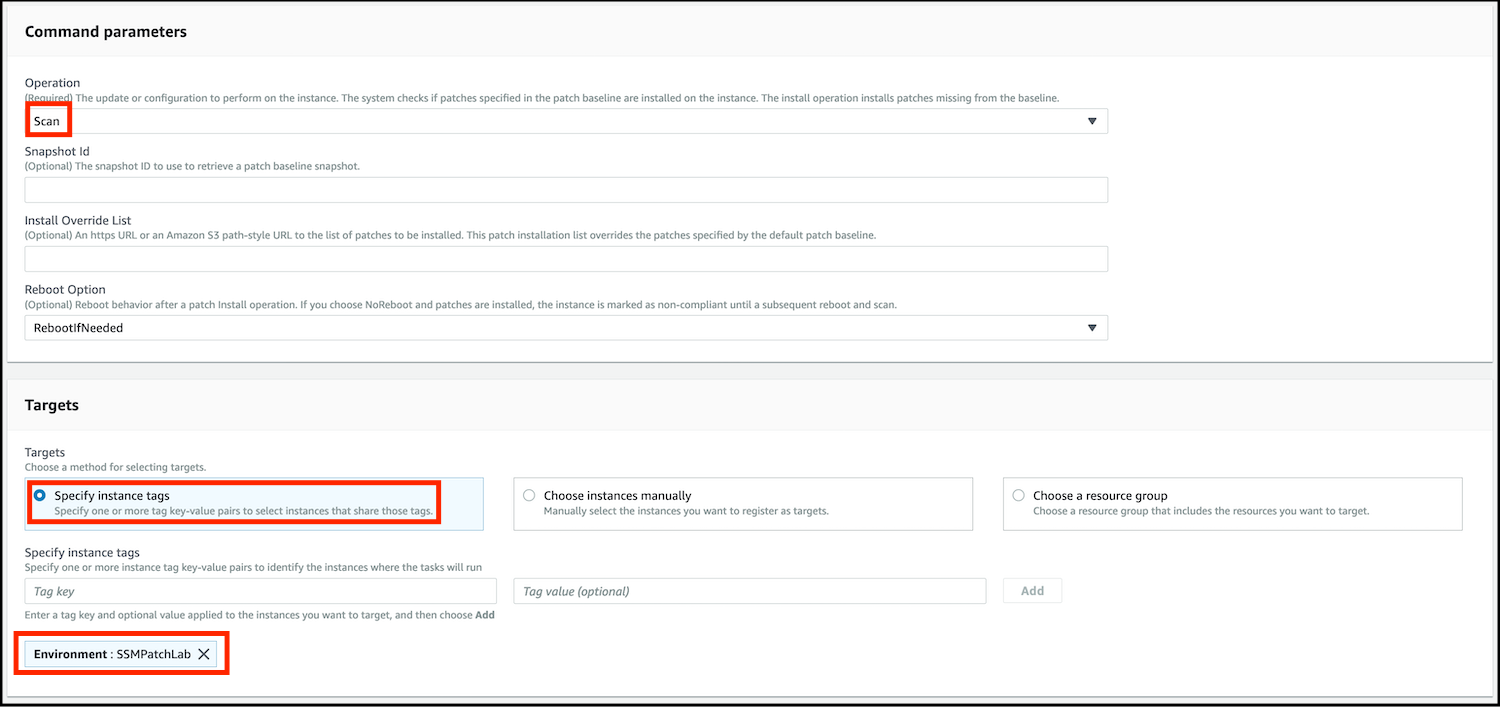 Command parameters
Operation
(Required) The update or configuration to perform on the instance. The system checks if patches specified in the patch baseline are installed on the instance. The install operation installs patches missing from the baseline.
Scan
Snapshot Id
(Optional) The snapshot ID to use to retrieve a patch baseline snapshot.
Install Override List
(Optional) An https URL or an Amazon S3 path-style URL to the list of patches to be installed. This patch installation list overrides the patches specified by the default patch baseline.
Reboot Option
(Optional) Reboot behavior after a patch Install operation. If you choose NoReboot and patches are installed, the instance is marked as non-compliant until a subsequent reboot and scan.
RebootIfNeeded
Targets
Targets
Choose a method for selecting targets.
Specify instance tags
Specify one or more tag key-value pairs to select instances that share those tags.
Choose instances manually
Manually select the instances you want to register as targets.
Choose a resource group
Choose a resource group that includes the resources you want to target.
Specify instance tags
Specify one or more instance tag key-value pairs to identify the instances where the tasks will run
Tag key
Tag value (optional)
Add
Enter a tag key and optional value applied to the instances you want to target, and then choose Add
Environment : SSMPatchLab